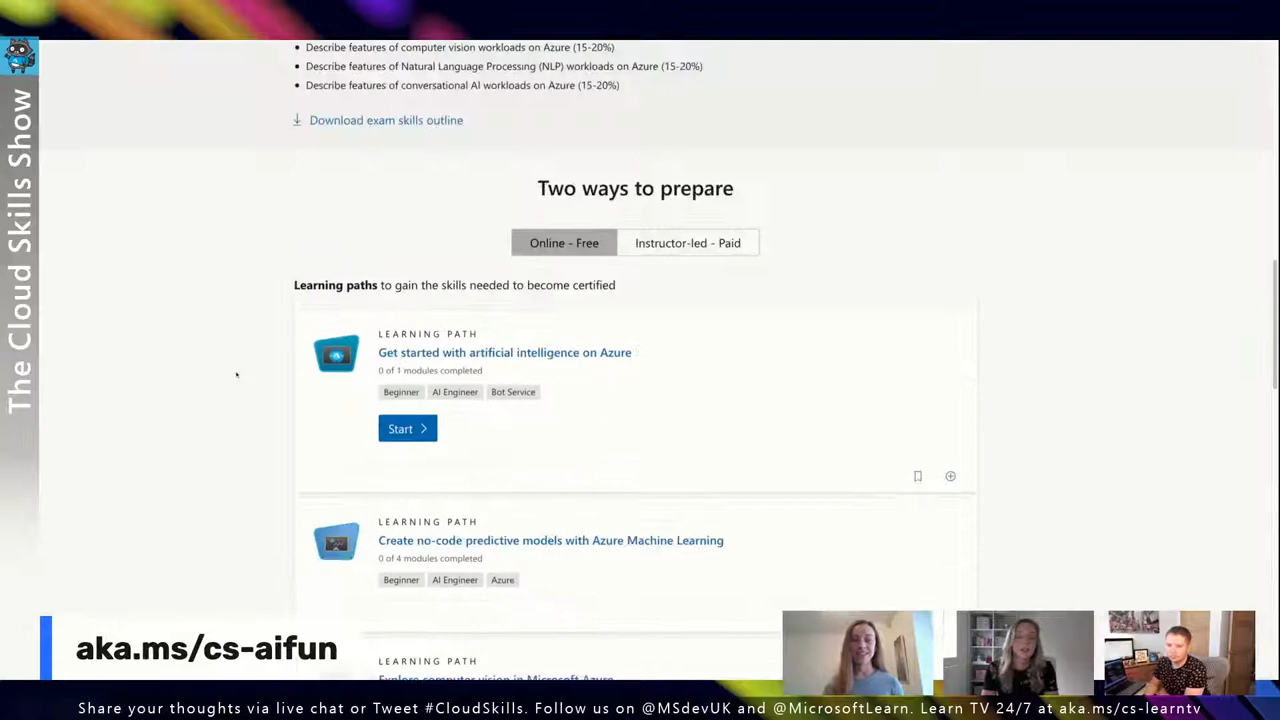 The Cloud Skills Show
• Describe features of computer vision workloads on Azure (15-20%)
• Describe features of Natural Language Processing (NLP) workloads on Azure (15-20%)
• Describe features of conversational AI workloads on Azure (15-20%)
Download exam skills outline
Two ways to prepare
Online - Free
Instructor-led - Paid
Learning paths to gain the skills needed to become certified
LEARNING PATH
Get started with artificial intelligence on Azure
0 of 1 modules completed
Beginner AI Engineer Bot Service
Start
LEARNING PATH
Create no-code predictive models with Azure Machine Learning
0 of 4 modules completed
Beginner AI Engineer Azure
LEARNING PATH
Explore computer vision in Microsoft Azure
aka.ms/cs-aifun
Share your thoughts via live chat or Tweet #CloudSkills. Follow us on @MSdevUK and @MicrosoftLearn. Learn TV 24/7 at aka.ms/cs-learntv